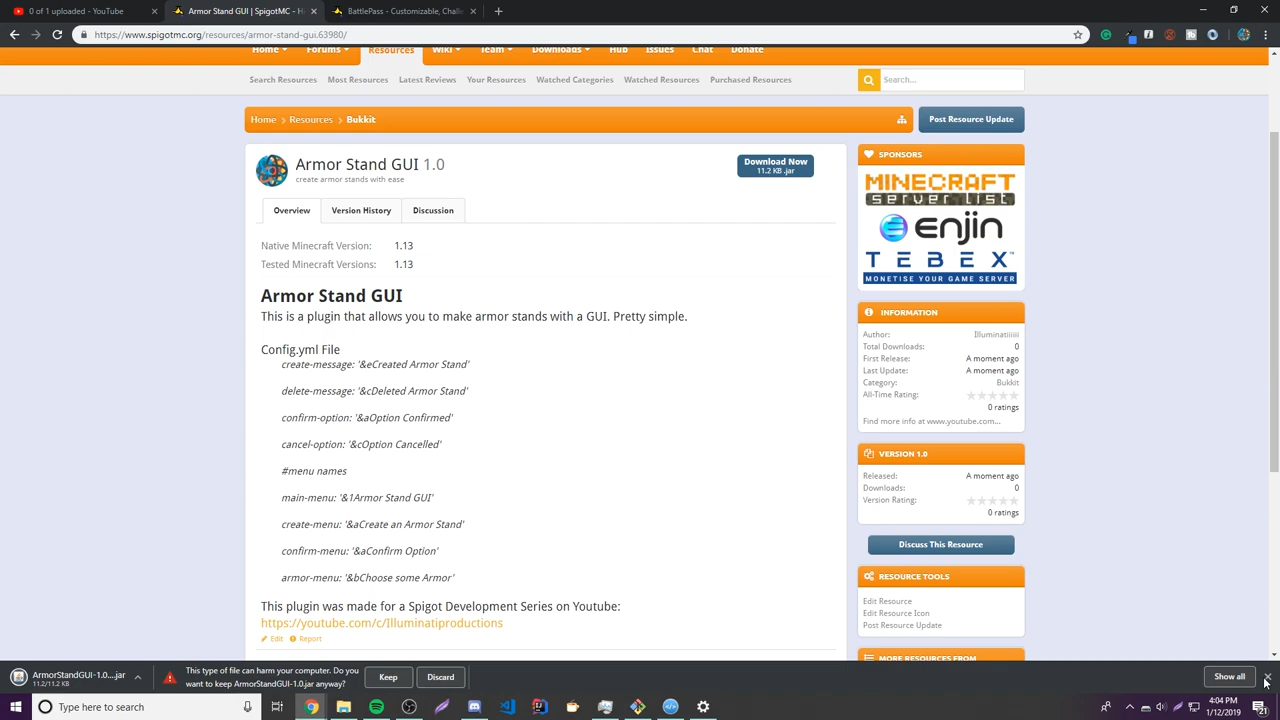 0 of 1 uploaded - YouTube
Armor Stand GUI | SpigotMC - H
BattlePass - Customizable, Challe
https://www.spigotmc.org/resources/armor-stand-gui.63980/
Home Forums Resources Wiki Team Downloads Hub Issues Chat Donate
Search Resources Most Resources Latest Reviews Your Resources Watched Categories Watched Resources Purchased Resources
Search...
Home Resources Bukkit
Post Resource Update
Armor Stand GUI 1.0
create armor stands with ease
Download Now
11.2 KB .jar
Overview Version History Discussion
Native Minecraft Version: 1.13
Tested Minecraft Versions: 1.13
Armor Stand GUI
This is a plugin that allows you to make armor stands with a GUI. Pretty simple.
Config.yml File
create-message: '&eCreated Armor Stand'
delete-message: '&cDeleted Armor Stand'
confirm-option: '&aOption Confirmed'
cancel-option: '&cOption Cancelled'
#menu names
main-menu: '&1Armor Stand GUI'
create-menu: '&aCreate an Armor Stand'
confirm-menu: '&aConfirm Option'
armor-menu: '&bChoose some Armor'
This plugin was made for a Spigot Development Series on Youtube:
https://youtube.com/c/Illuminatiproductions
Edit Report
SPONSORS
MINECRAFT
server list
enjin
TEBEX™
MONETISE YOUR GAME SERVER
INFORMATION
Author: Illuminatiiiiii
Total Downloads: 0
First Release: A moment ago
Last Update: A moment ago
Category: Bukkit
All-Time Rating:
0 ratings
Find more info at www.youtube.com...
VERSION 1.0
Released: A moment ago
Downloads: 0
Version Rating:
0 ratings
Discuss This Resource
RESOURCE TOOLS
Edit Resource
Edit Resource Icon
Post Resource Update
MORE RESOURCES FROM
ArmorStandGUI-1.0....jar
11.2/11.2 KB
This type of file can harm your computer. Do you
want to keep ArmorStandGUI-1.0.jar anyway?
Keep
Discard
Show all
Type here to search
4:04 PM
1/12/2019